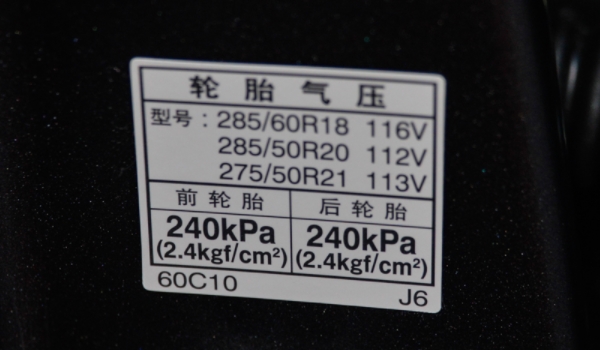 轮胎气压
型号：285/60R18 116V
285/50R20 112V
275/50R21 113V
前轮胎 后轮胎
240kPa 240kPa
(2.4kgf/cm²) (2.4kgf/cm²)
60C10 J6